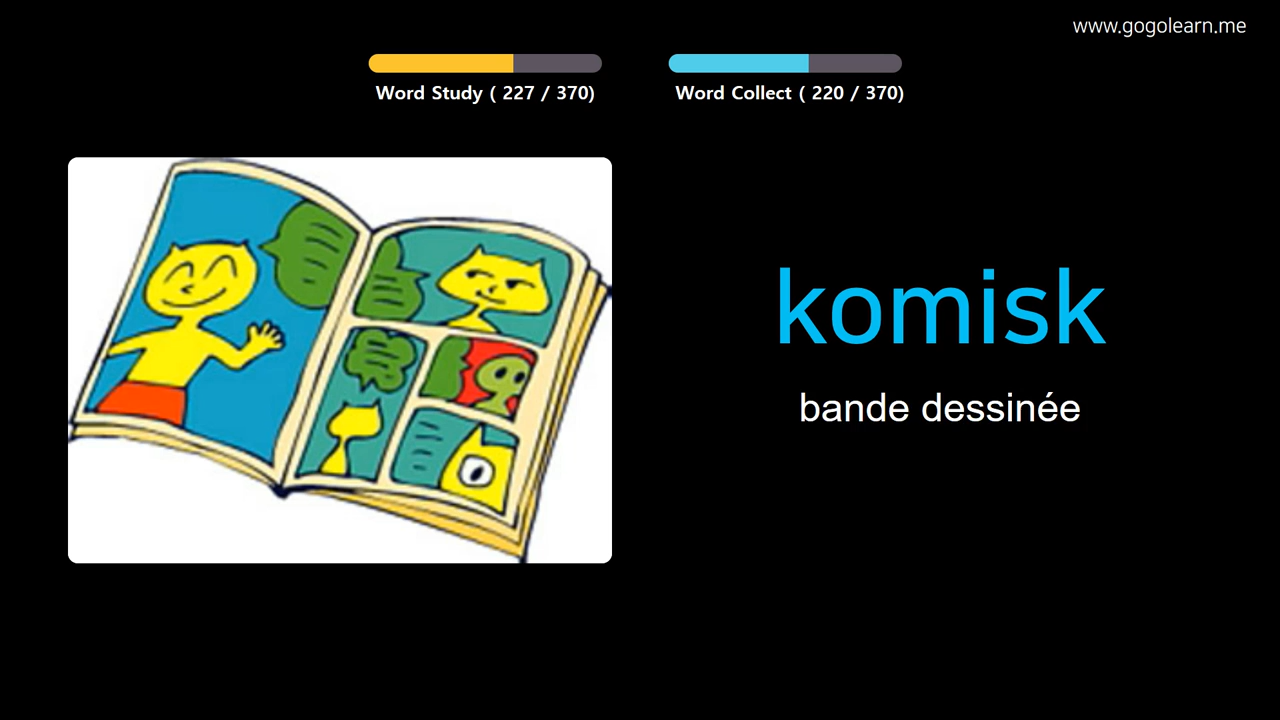 www.gogolearn.me
Word Study ( 227 / 370)
Word Collect ( 220 / 370)
komisk
bande dessinée